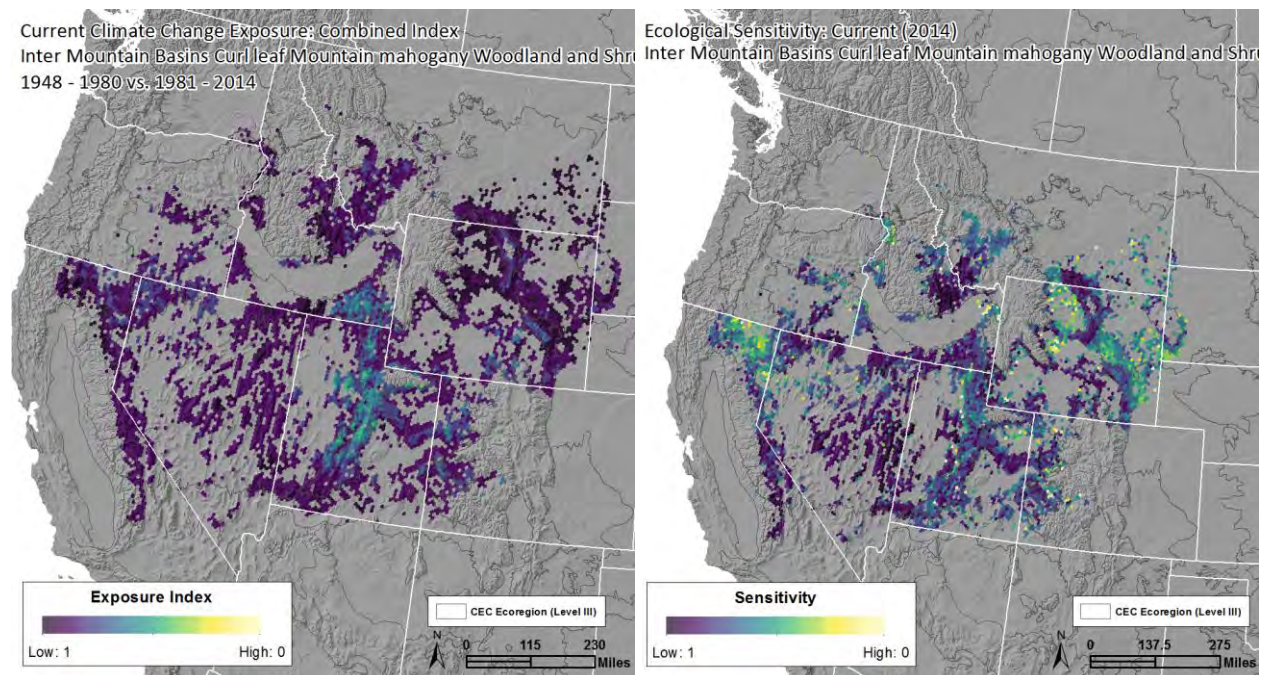 Current Climate Change Exposure: Combined Index
Inter Mountain Basins Curl leaf Mountain mahogany Woodland and Shru
1948 - 1980 vs. 1981 - 2014
Exposure Index
Low: 1 High: 0
CEC Ecoregion (Level III)
N
0 115 230
Miles
Ecological Sensitivity: Current (2014)
Inter Mountain Basins Curl leaf Mountain mahogany Woodland and Shru
Sensitivity
Low: 1 High: 0
CEC Ecoregion (Level III)
N
0 137.5 275
Miles